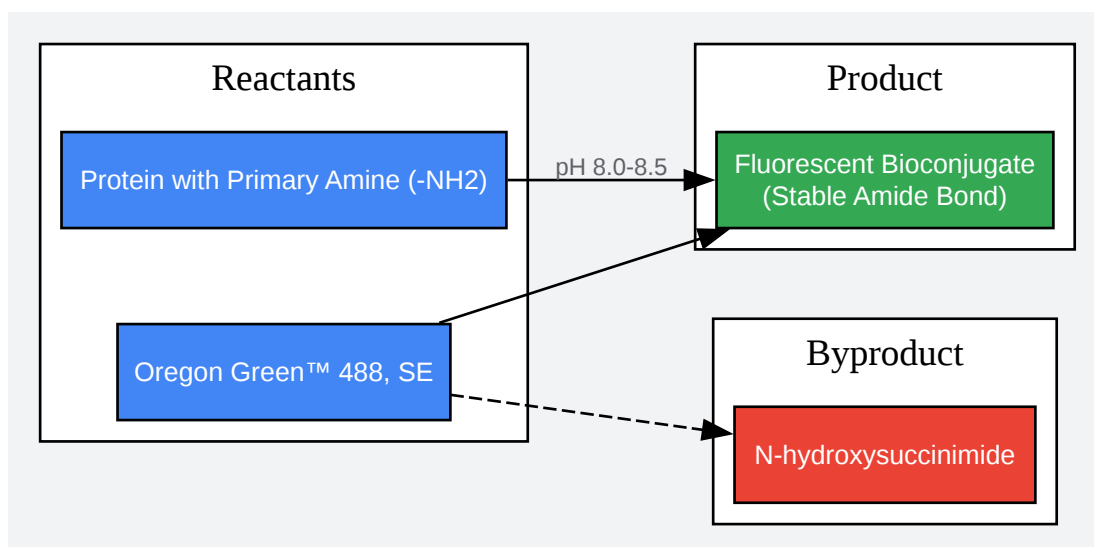 Reactants
Protein with Primary Amine (-NH2)
Oregon Green™ 488, SE
pH 8.0-8.5
Product
Fluorescent Bioconjugate
(Stable Amide Bond)
Byproduct
N-hydroxysuccinimide